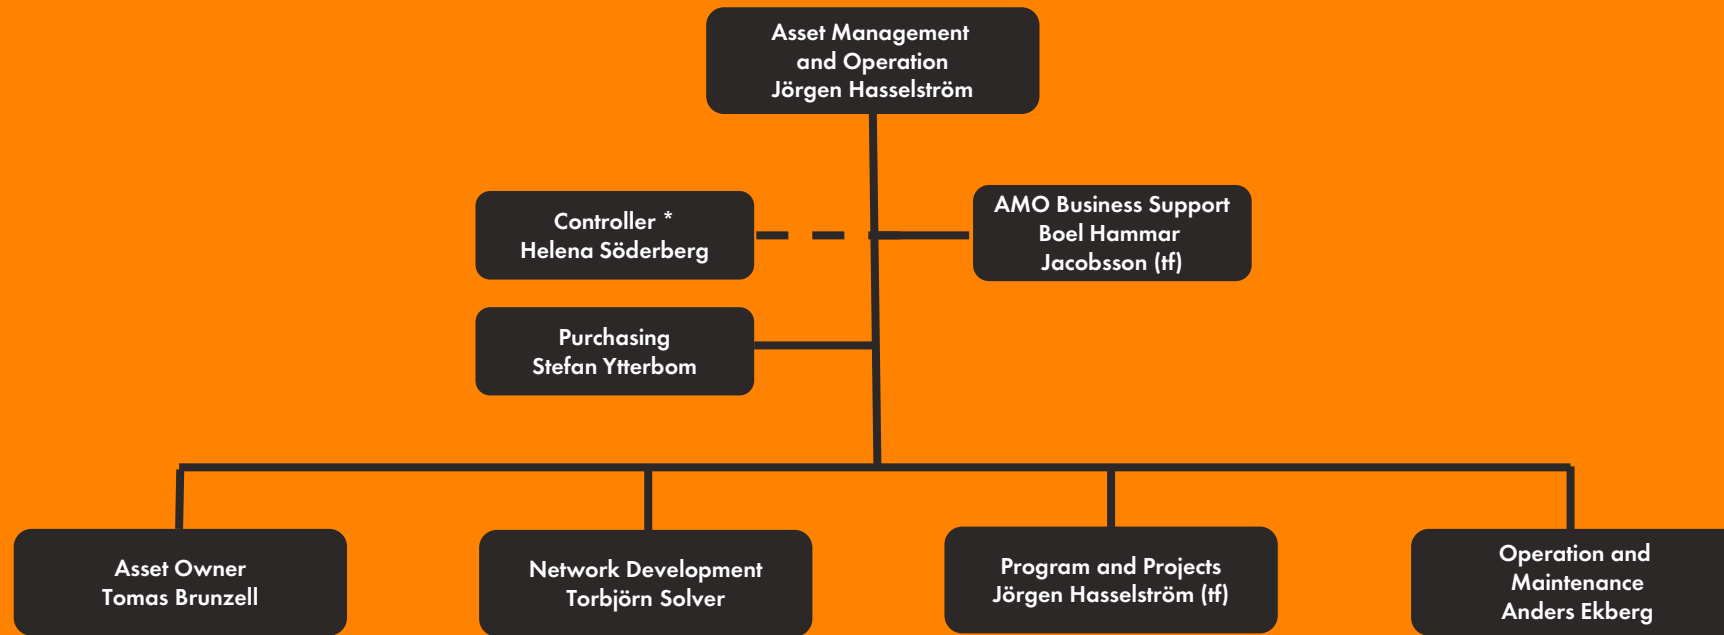 Asset Management
and Operation
Jörgen Hasselström
Controller *
Helena Söderberg
AMO Business Support
Boel Hammar
Jacobsson (tf)
Purchasing
Stefan Ytterbom
Asset Owner
Tomas Brunzell
Network Development
Torbjörn Solver
Program and Projects
Jörgen Hasselström (tf)
Operation and
Maintenance
Anders Ekberg